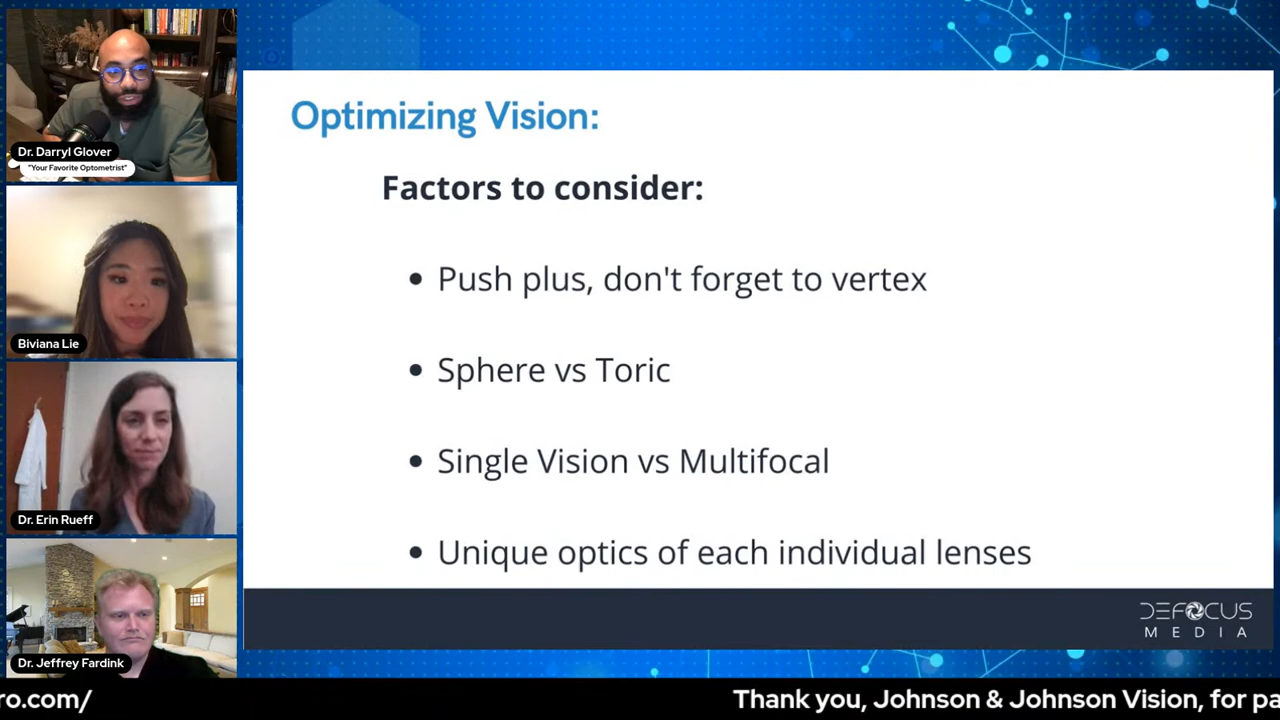 Dr. Darryl Glover
"Your Favorite Optometrist"
Biviana Lie
Dr. Erin Rueff
Dr. Jeffrey Fardink
Optimizing Vision:
Factors to consider:
• Push plus, don't forget to vertex
• Sphere vs Toric
• Single Vision vs Multifocal
• Unique optics of each individual lenses
DEFOCUS
MEDIA
ro.com/
Thank you, Johnson & Johnson Vision, for pa